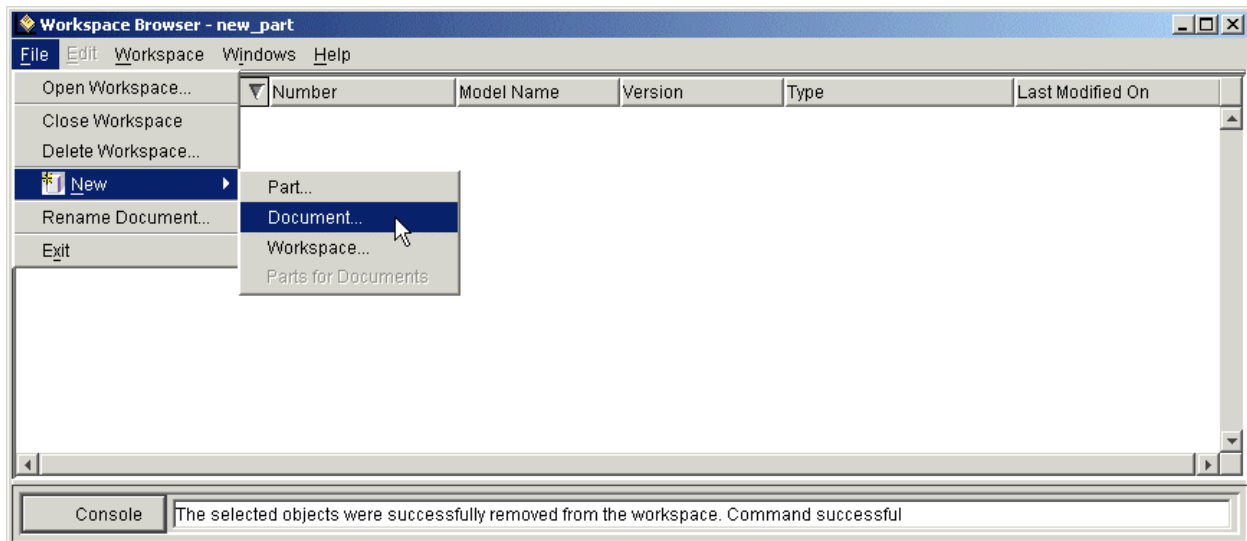 Workspace Browser - new_part
File Edit Workspace Windows Help
Open Workspace...
Number Model Name Version Type Last Modified On
Close Workspace
Delete Workspace...
New
Part...
Rename Document...
Document...
Exit
Workspace...
Parts for Documents
Console The selected objects were successfully removed from the workspace. Command successful